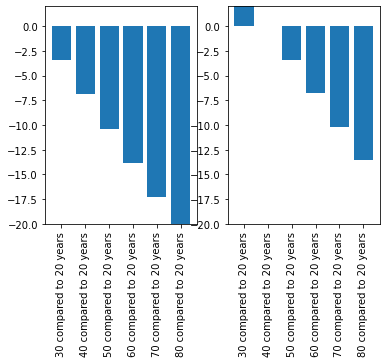 0.0
−2.5
−5.0
−7.5
−10.0
−12.5
−15.0
−17.5
−20.0
30 compared to 20 years
40 compared to 20 years
50 compared to 20 years
60 compared to 20 years
70 compared to 20 years
80 compared to 20 years
0.0
−2.5
−5.0
−7.5
−10.0
−12.5
−15.0
−17.5
−20.0
30 compared to 20 years
40 compared to 20 years
50 compared to 20 years
60 compared to 20 years
70 compared to 20 years
80 compared to 20 years